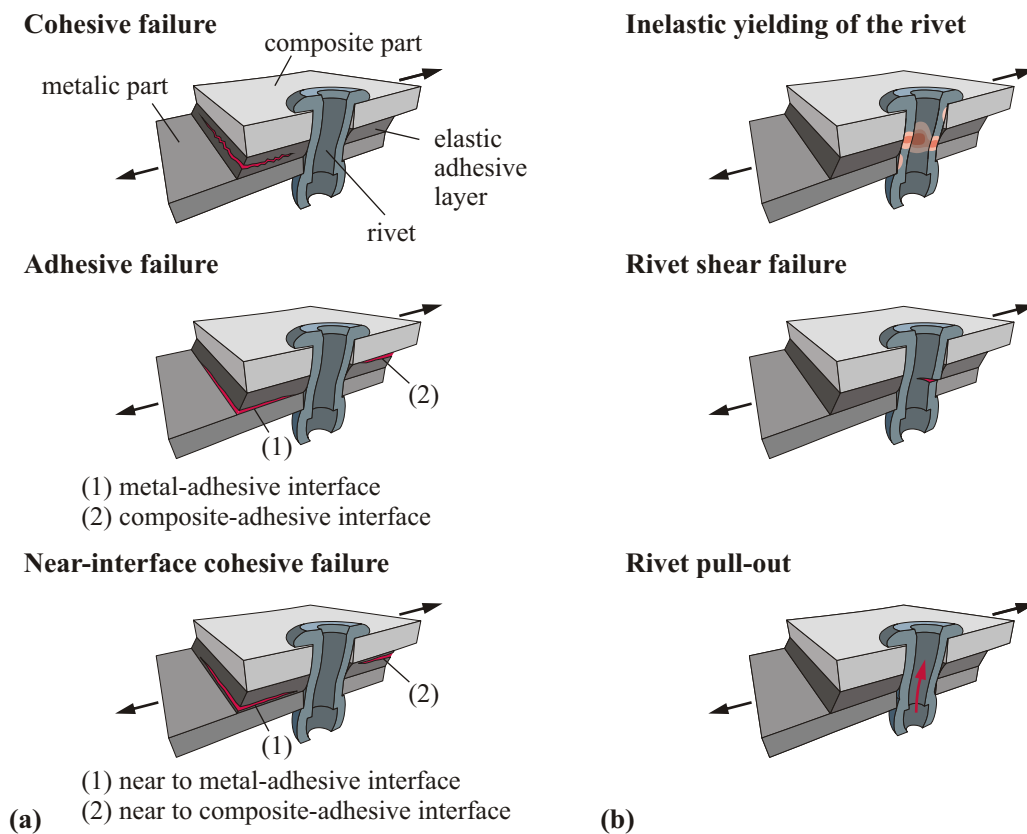 Cohesive failure
composite part
metalic part
elastic
adhesive
layer
rivet
Adhesive failure
(2)
(1)
(1) metal-adhesive interface
(2) composite-adhesive interface
Near-interface cohesive failure
(2)
(1)
(1) near to metal-adhesive interface
(2) near to composite-adhesive interface
(a)
Inelastic yielding of the rivet
Rivet shear failure
Rivet pull-out
(b)